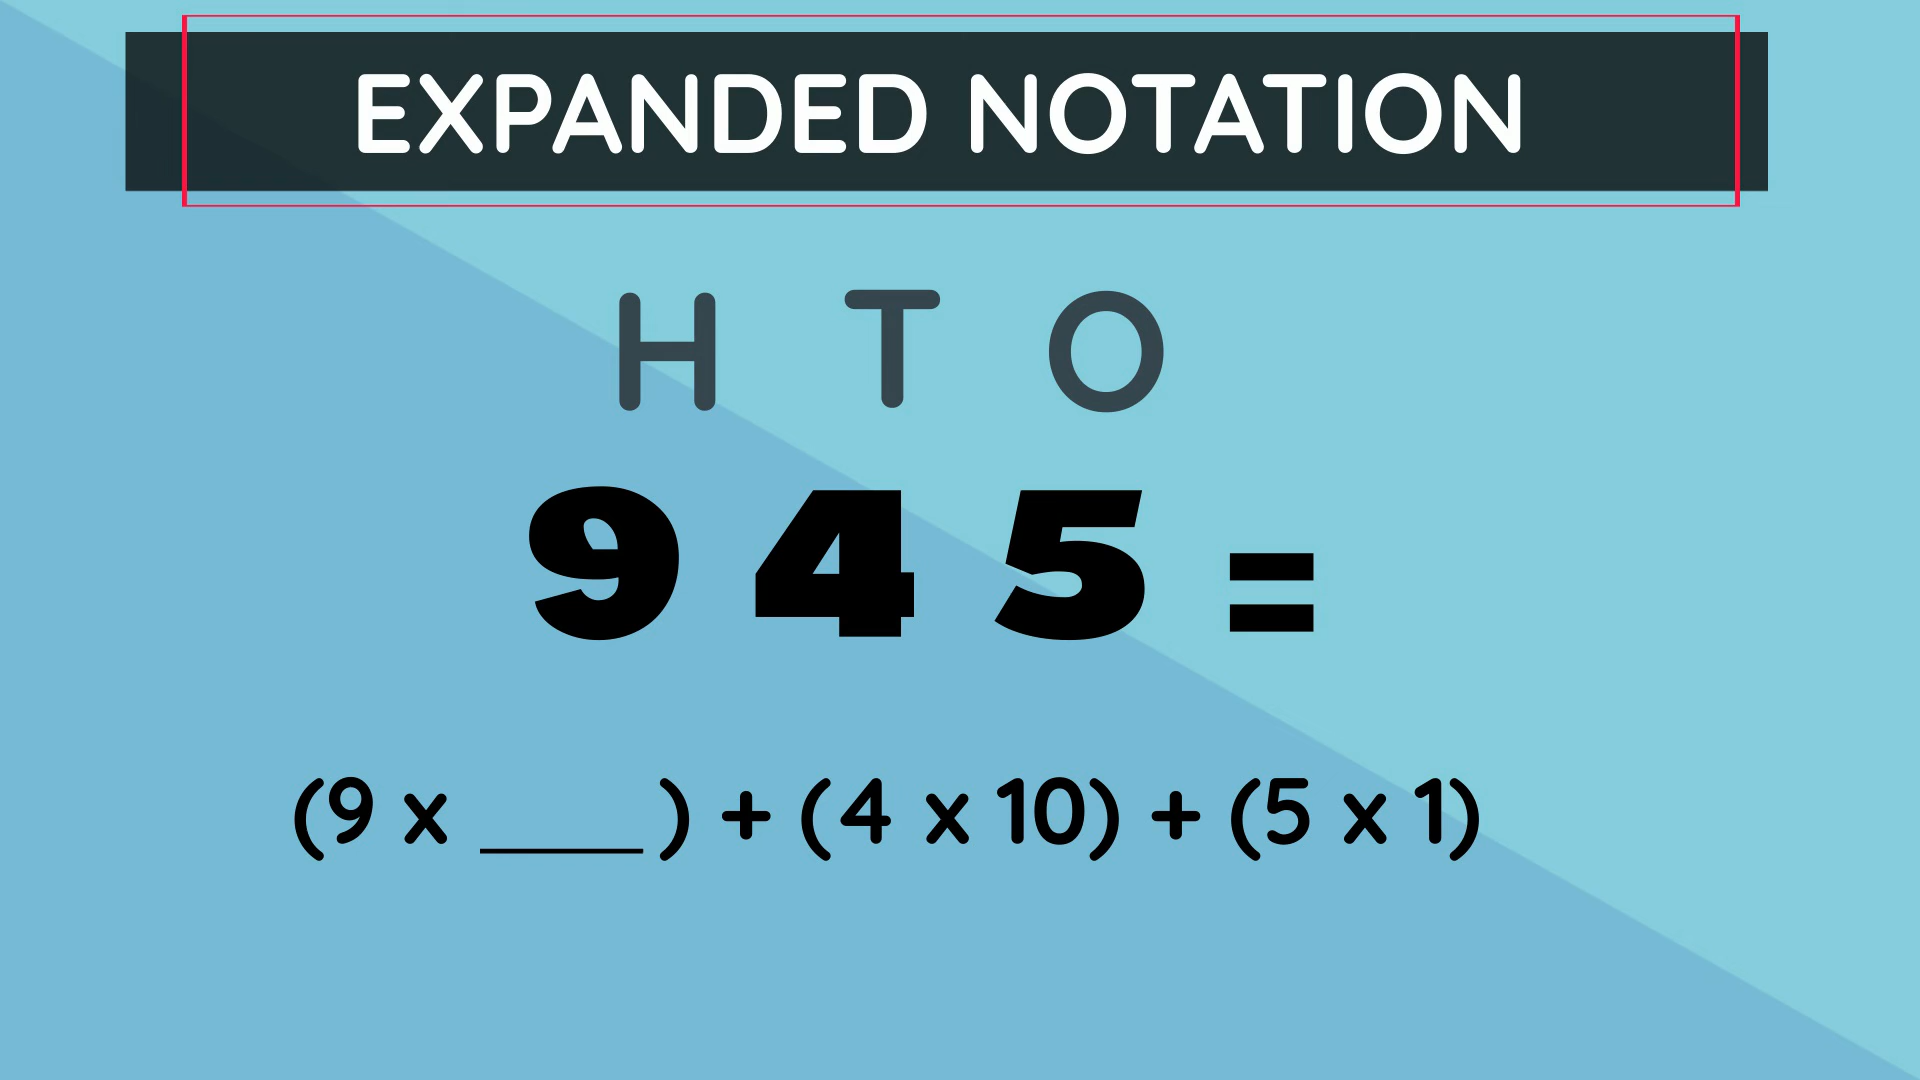 EXPANDED NOTATION
H T O
9 4 5 =
(9 x ____) + (4 x 10) + (5 x 1)